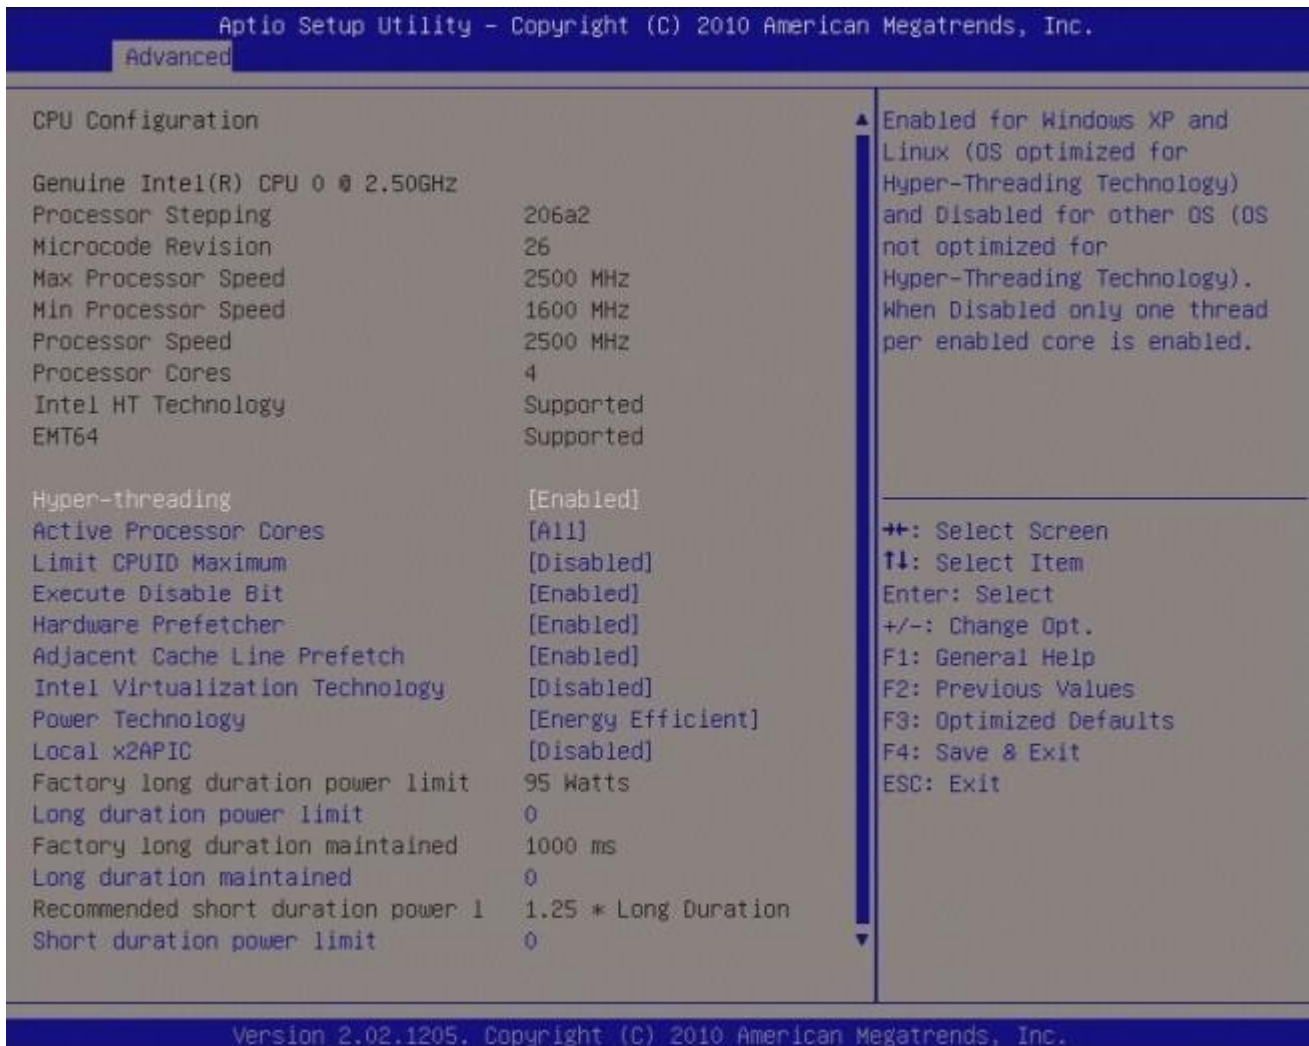 Aptio Setup Utility – Copyright (C) 2010 American Megatrends, Inc.
Advanced
CPU Configuration
Genuine Intel(R) CPU 0 @ 2.50GHz
Processor Stepping 206a2
Microcode Revision 26
Max Processor Speed 2500 MHz
Min Processor Speed 1600 MHz
Processor Speed 2500 MHz
Processor Cores 4
Intel HT Technology Supported
EMT64 Supported
Hyper-threading [Enabled]
Active Processor Cores [All]
Limit CPUID Maximum [Disabled]
Execute Disable Bit [Enabled]
Hardware Prefetcher [Enabled]
Adjacent Cache Line Prefetch [Enabled]
Intel Virtualization Technology [Disabled]
Power Technology [Energy Efficient]
Local x2APIC [Disabled]
Factory long duration power limit 95 Watts
Long duration power limit 0
Factory long duration maintained 1000 ms
Long duration maintained 0
Recommended short duration power l 1.25 * Long Duration
Short duration power limit 0
Enabled for Windows XP and
Linux (OS optimized for
Hyper-Threading Technology)
and Disabled for other OS (OS
not optimized for
Hyper-Threading Technology).
When Disabled only one thread
per enabled core is enabled.
→←: Select Screen
↑↓: Select Item
Enter: Select
+/-: Change Opt.
F1: General Help
F2: Previous Values
F3: Optimized Defaults
F4: Save & Exit
ESC: Exit
Version 2.02.1205. Copyright (C) 2010 American Megatrends, Inc.